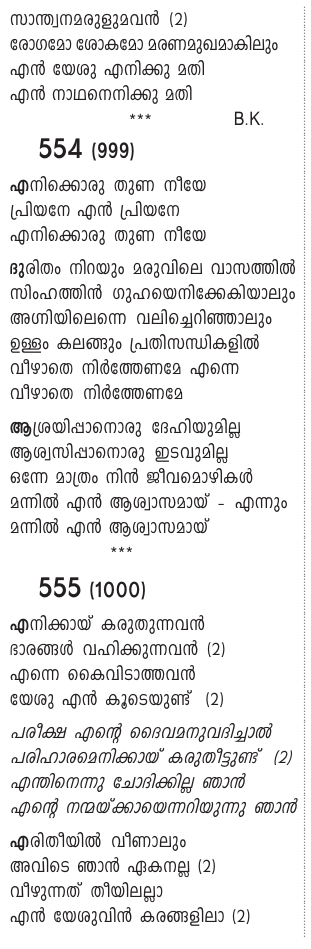 സാന്ത്വനമരുളുമവൻ (2)
രോഗമോ ശോകമോ മരണമുഖമാകിലും
എൻ യേശു എനിക്കു മതി
എൻ നാഥനെനിക്കു മതി
***
B.K.
554 (999)
എനിക്കൊരു തുണ നീയേ
പ്രിയനേ എൻ പ്രിയനേ
എനിക്കൊരു തുണ നീയേ
ദുരിതം നിറയും മരുവിലെ വാസത്തിൽ
സിംഹത്തിൻ ഗുഹയെനിക്കേകിയാലും
അഗ്നിയിലെന്നെ വലിച്ചെറിഞ്ഞാലും
ഉള്ളം കലങ്ങും പ്രതിസന്ധികളിൽ
വീഴാതെ നിർത്തേണമേ എന്നെ
വീഴാതെ നിർത്തേണമേ
ആശ്രയിപ്പാനൊരു ദേഹിയുമില്ല
ആശ്വസിപ്പാനൊരു ഇടവുമില്ല
ഒന്നേ മാത്രം നിൻ ജീവമൊഴികൾ
മന്നിൽ എൻ ആശ്വാസമായ് - എന്നും
മന്നിൽ എൻ ആശ്വാസമായ്
***
555 (1000)
എനിക്കായ് കരുതുന്നവൻ
ഭാരങ്ങൾ വഹിക്കുന്നവൻ (2)
എന്നെ കൈവിടാത്തവൻ
യേശു എൻ കൂടെയുണ്ട് (2)
പരീക്ഷ എന്റെ ദൈവമനുവദിച്ചാൽ
പരിഹാരമെനിക്കായ് കരുതീട്ടുണ്ട് (2)
എന്തിനെന്നു ചോദിക്കില്ല ഞാൻ
എന്റെ നന്മയ്ക്കായെന്നറിയുന്നു ഞാൻ
എരിതീയിൽ വീണാലും
അവിടെ ഞാൻ ഏകനല്ല (2)
വീഴുന്നത് തീയിലല്ലാ
എൻ യേശുവിൻ കരങ്ങളിലാ (2)